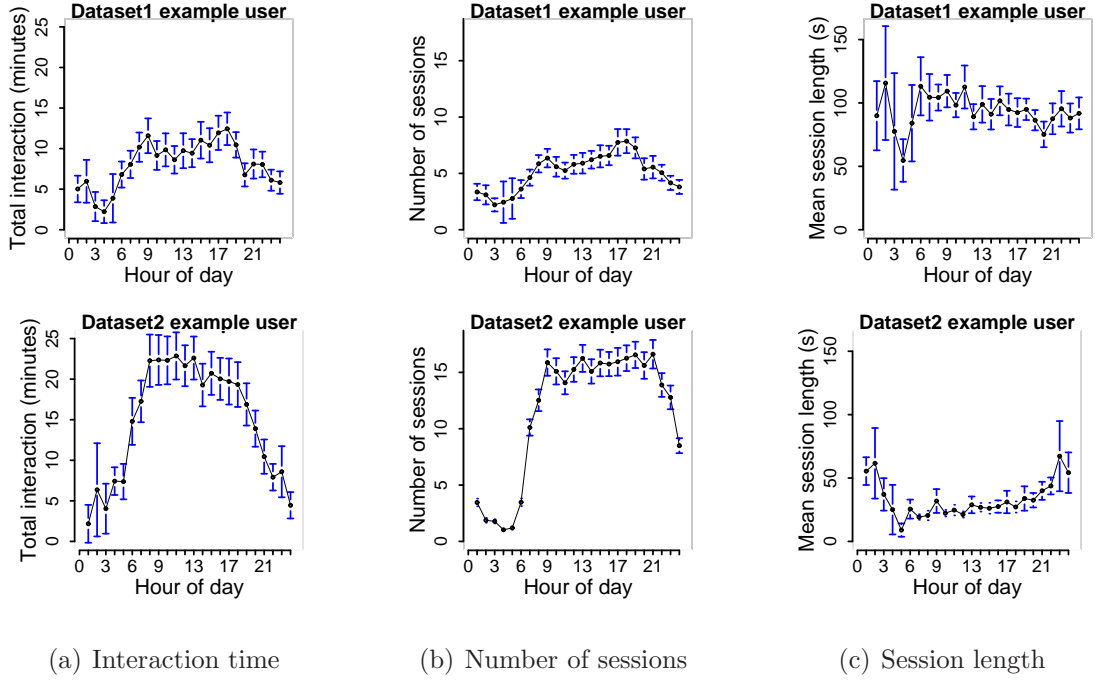 Dataset1 example user
Total interaction (minutes)
0 5 10 15 20 25
0 3 6 9 13 17 21
Hour of day
Dataset1 example user
Number of sessions
0 5 10 15
0 3 6 9 13 17 21
Hour of day
Dataset1 example user
Mean session length (s)
0 50 100 150
0 3 6 9 13 17 21
Hour of day
Dataset2 example user
Total interaction (minutes)
0 5 10 15 20 25
0 3 6 9 13 17 21
Hour of day
Dataset2 example user
Number of sessions
0 5 10 15
0 3 6 9 13 17 21
Hour of day
Dataset2 example user
Mean session length (s)
0 50 100 150
0 3 6 9 13 17 21
Hour of day
(a) Interaction time
(b) Number of sessions
(c) Session length